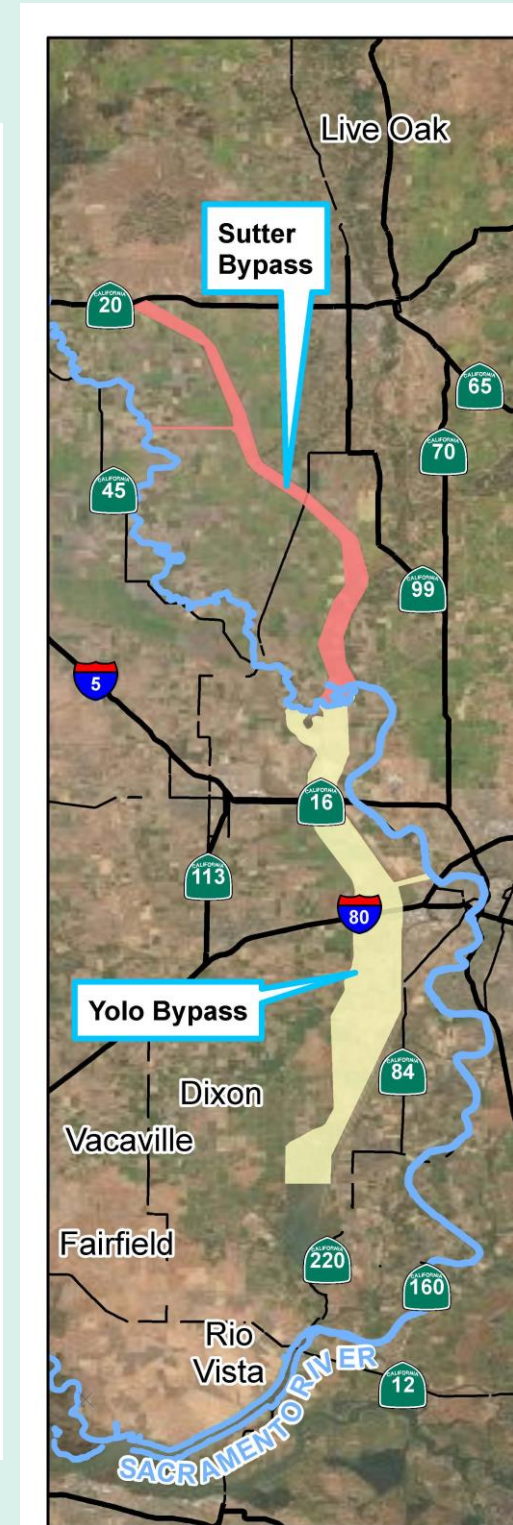 Live Oak
Sutter
Bypass
CALIFORNIA
20
CALIFORNIA
65
CALIFORNIA
70
CALIFORNIA
45
CALIFORNIA
99
5
CALIFORNIA
16
CALIFORNIA
113
80
Yolo Bypass
CALIFORNIA
84
Dixon
Vacaville
Fairfield
CALIFORNIA
220
CALIFORNIA
160
Rio
Vista
CALIFORNIA
12
SACRAMENTO RIVER